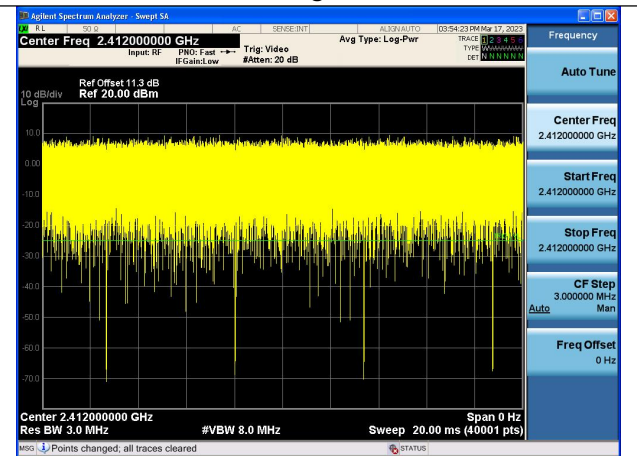 Agilent Spectrum Analyzer - Swept SA
RL 50 Ω AC SENSE:INT ALIGN AUTO 03:54:23 PM Mar 17, 2023
Center Freq 2.412000000 GHz
Input: RF PNO: Fast Trig: Video Avg Type: Log-Pwr TRACE 1 2 3 4 5 6
IFGain:Low #Atten: 20 dB TYPE
DET N N N N N N
Ref Offset 11.3 dB
10 dB/div Ref 20.00 dBm
Log
10.0
0.00
-10.0
-20.0
-30.0
-40.0
-50.0
-60.0
-70.0
Center 2.412000000 GHz Span 0 Hz
Res BW 3.0 MHz #VBW 8.0 MHz Sweep 20.00 ms (40001 pts)
MSG Points changed; all traces cleared STATUS
Frequency
Auto Tune
Center Freq
2.412000000 GHz
Start Freq
2.412000000 GHz
Stop Freq
2.412000000 GHz
CF Step
3.000000 MHz
Auto Man
Freq Offset
0 Hz